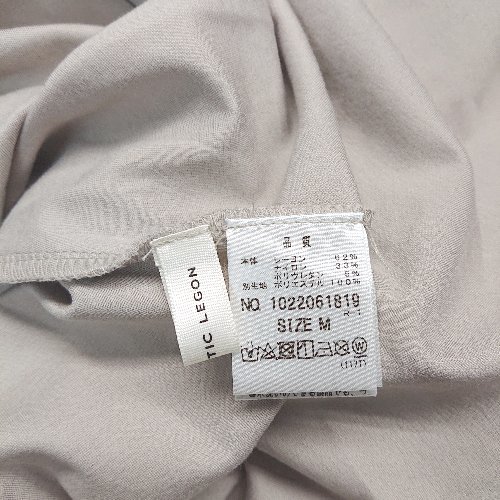 TIC LEGON
品質
本体 レーヨン 62%
ナイロン 33%
ポリウレタン 5%
別生地 ポリエステル 100%
NO. 1022061819
R-1
SIZE M